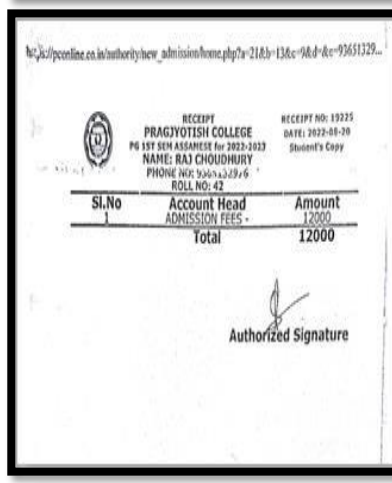 RECEIPT
PRAGJYOTISH COLLEGE
PG 1ST SEM ASSAMESE for 2022-2023
NAME: RAJ CHOUDHURY
PHONE NO:
ROLL NO: 42
RECEIPT NO: 19225
DATE: 2022-08-20
Student's Copy
Sl.No Account Head Amount
1 ADMISSION FEES - 12000
Total 12000
Authorized Signature